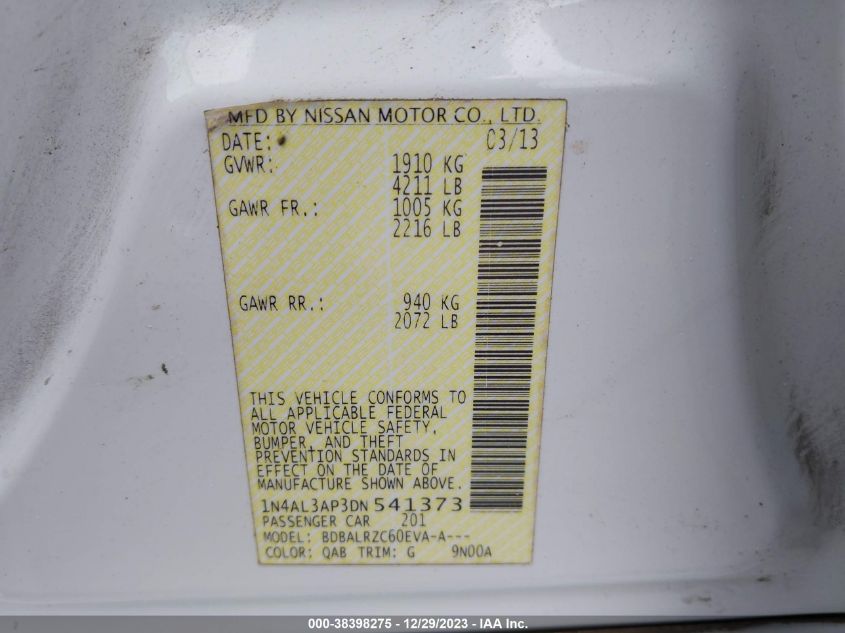 MFD BY NISSAN MOTOR CO., LTD.
DATE: 03/13
GVWR: 1910 KG
4211 LB
GAWR FR.: 1005 KG
2216 LB
GAWR RR.: 940 KG
2072 LB
THIS VEHICLE CONFORMS TO
ALL APPLICABLE FEDERAL
MOTOR VEHICLE SAFETY,
BUMPER, AND THEFT
PREVENTION STANDARDS IN
EFFECT ON THE DATE OF
MANUFACTURE SHOWN ABOVE.
1N4AL3AP3DN541373
PASSENGER CAR 201
MODEL: BDBALRZC60EVA-A---
COLOR: QAB TRIM: G 9N00A
000-38398275 - 12/29/2023 - IAA Inc.